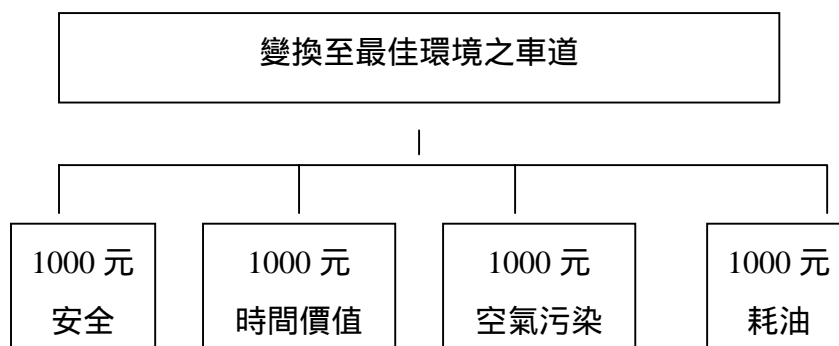 變換至最佳環境之車道
1000 元
安全
1000 元
時間價值
1000 元
空氣污染
1000 元
耗油